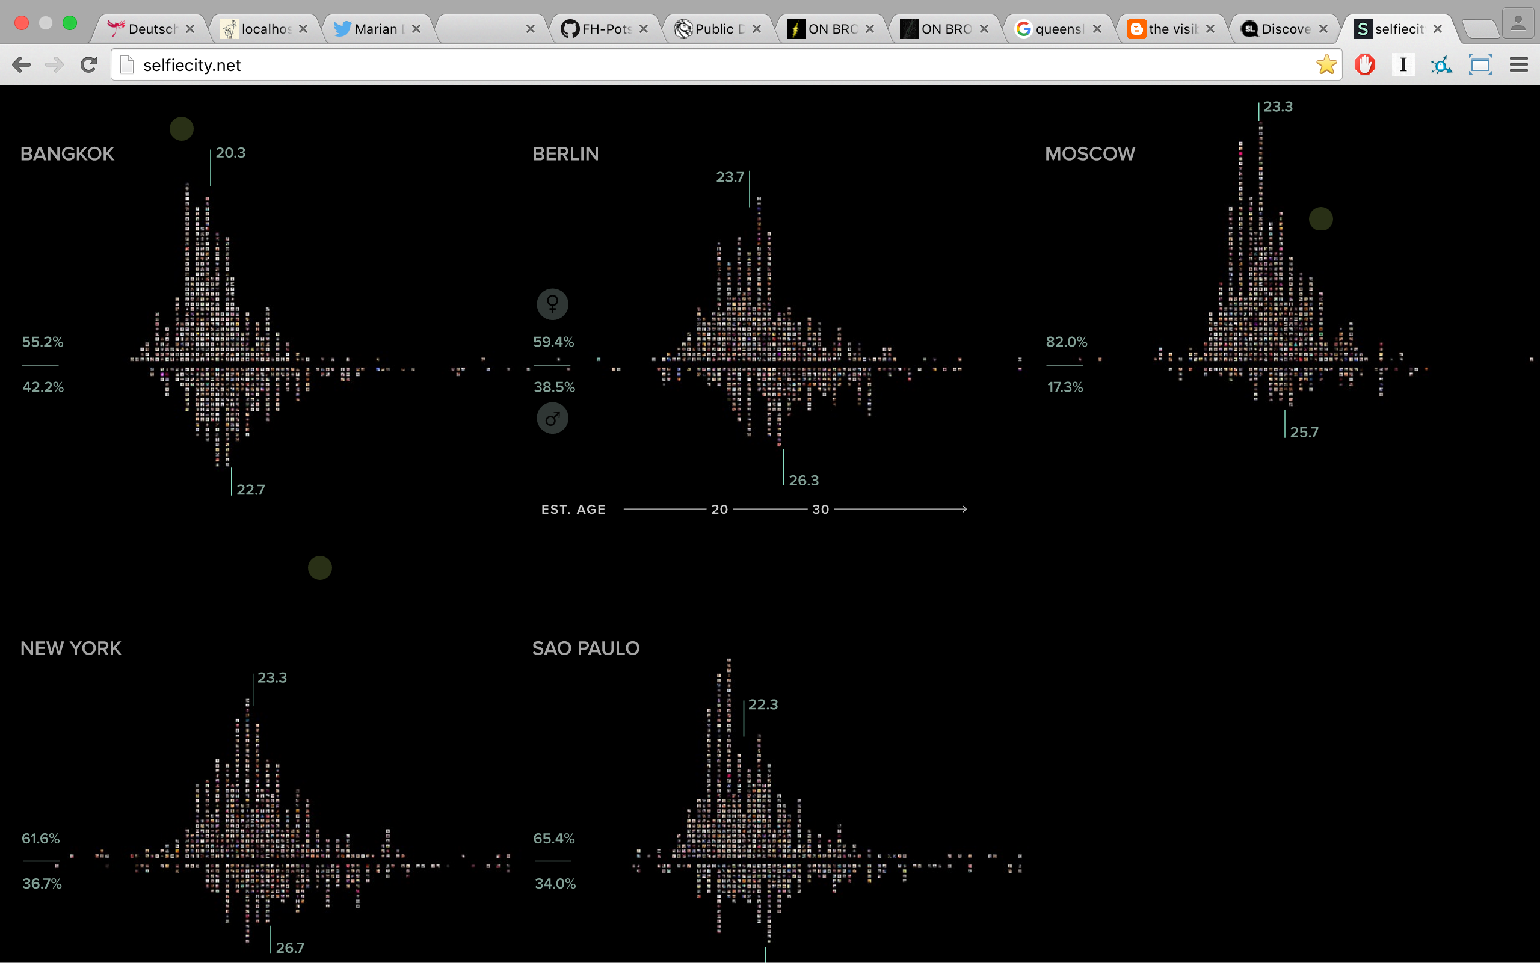 Deutsch
localhos
Marian
FH-Pots
Public D
ON BRO
ON BRO
queensl
the visib
Discove
selfiecit
selfiecity.net
BANGKOK
20.3
55.2%
42.2%
22.7
BERLIN
23.7
♀
59.4%
38.5%
♂
26.3
EST. AGE 20 30
MOSCOW
23.3
82.0%
17.3%
25.7
NEW YORK
23.3
61.6%
36.7%
26.7
SAO PAULO
22.3
65.4%
34.0%